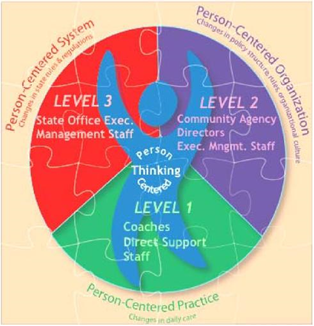 Person-Centered System
Changes in state rules & regulations
Person-Centered Organization
Changes in policy structure, roles, organizational culture
LEVEL 3
State Office Exec.
Management Staff
LEVEL 2
Community Agency
Directors
Exec. Mngmt. Staff
Person
Thinking
Centered
LEVEL 1
Coaches
Direct Support
Staff
Person-Centered Practice
Changes in daily care